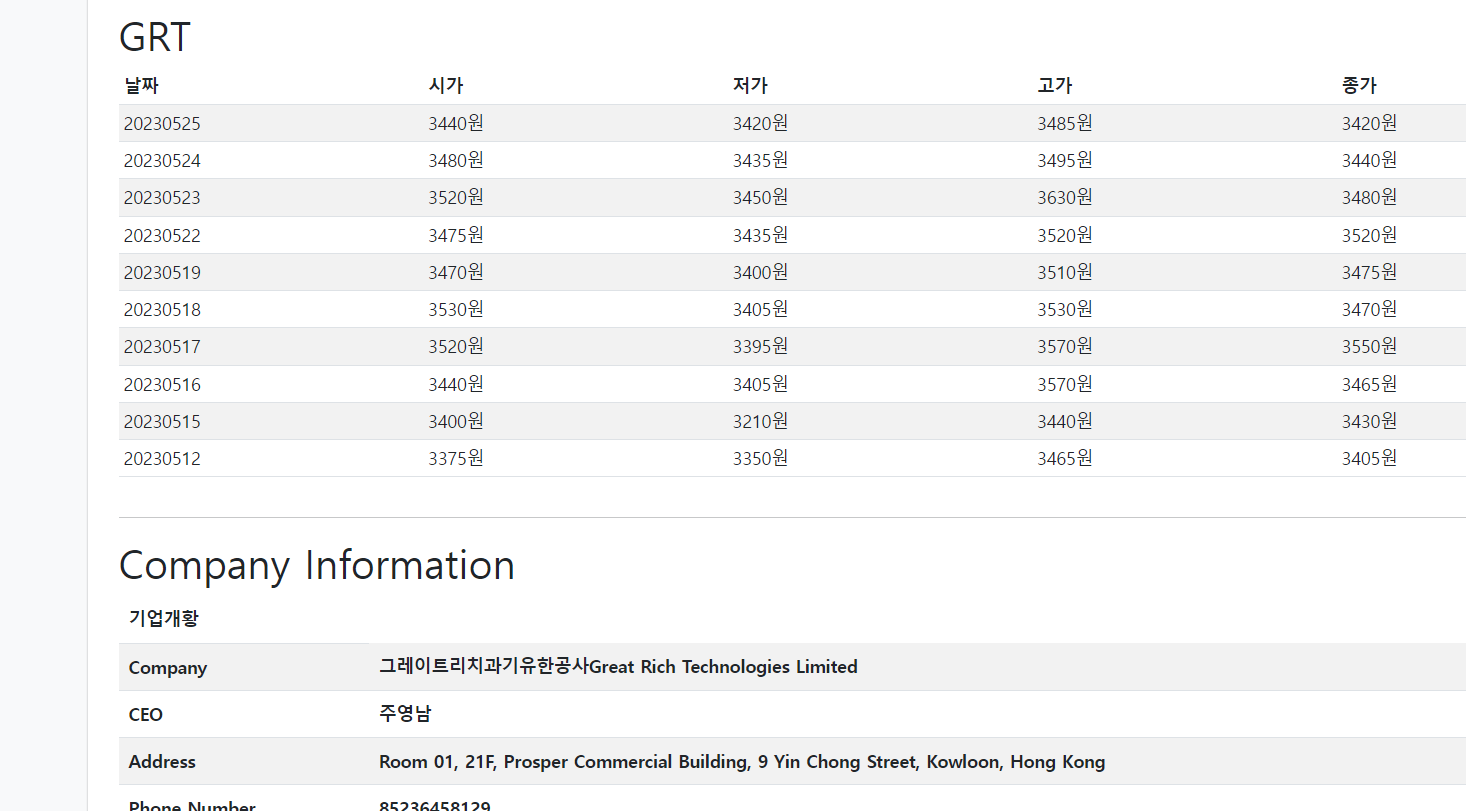 GRT
날짜 시가 저가 고가 종가
20230525 3440원 3420원 3485원 3420원
20230524 3480원 3435원 3495원 3440원
20230523 3520원 3450원 3630원 3480원
20230522 3475원 3435원 3520원 3520원
20230519 3470원 3400원 3510원 3475원
20230518 3530원 3405원 3530원 3470원
20230517 3520원 3395원 3570원 3550원
20230516 3440원 3405원 3570원 3465원
20230515 3400원 3210원 3440원 3430원
20230512 3375원 3350원 3465원 3405원
Company Information
기업개황
Company 그레이트리치과기유한공사Great Rich Technologies Limited
CEO 주영남
Address Room 01, 21F, Prosper Commercial Building, 9 Yin Chong Street, Kowloon, Hong Kong
Phone Number 85236458129